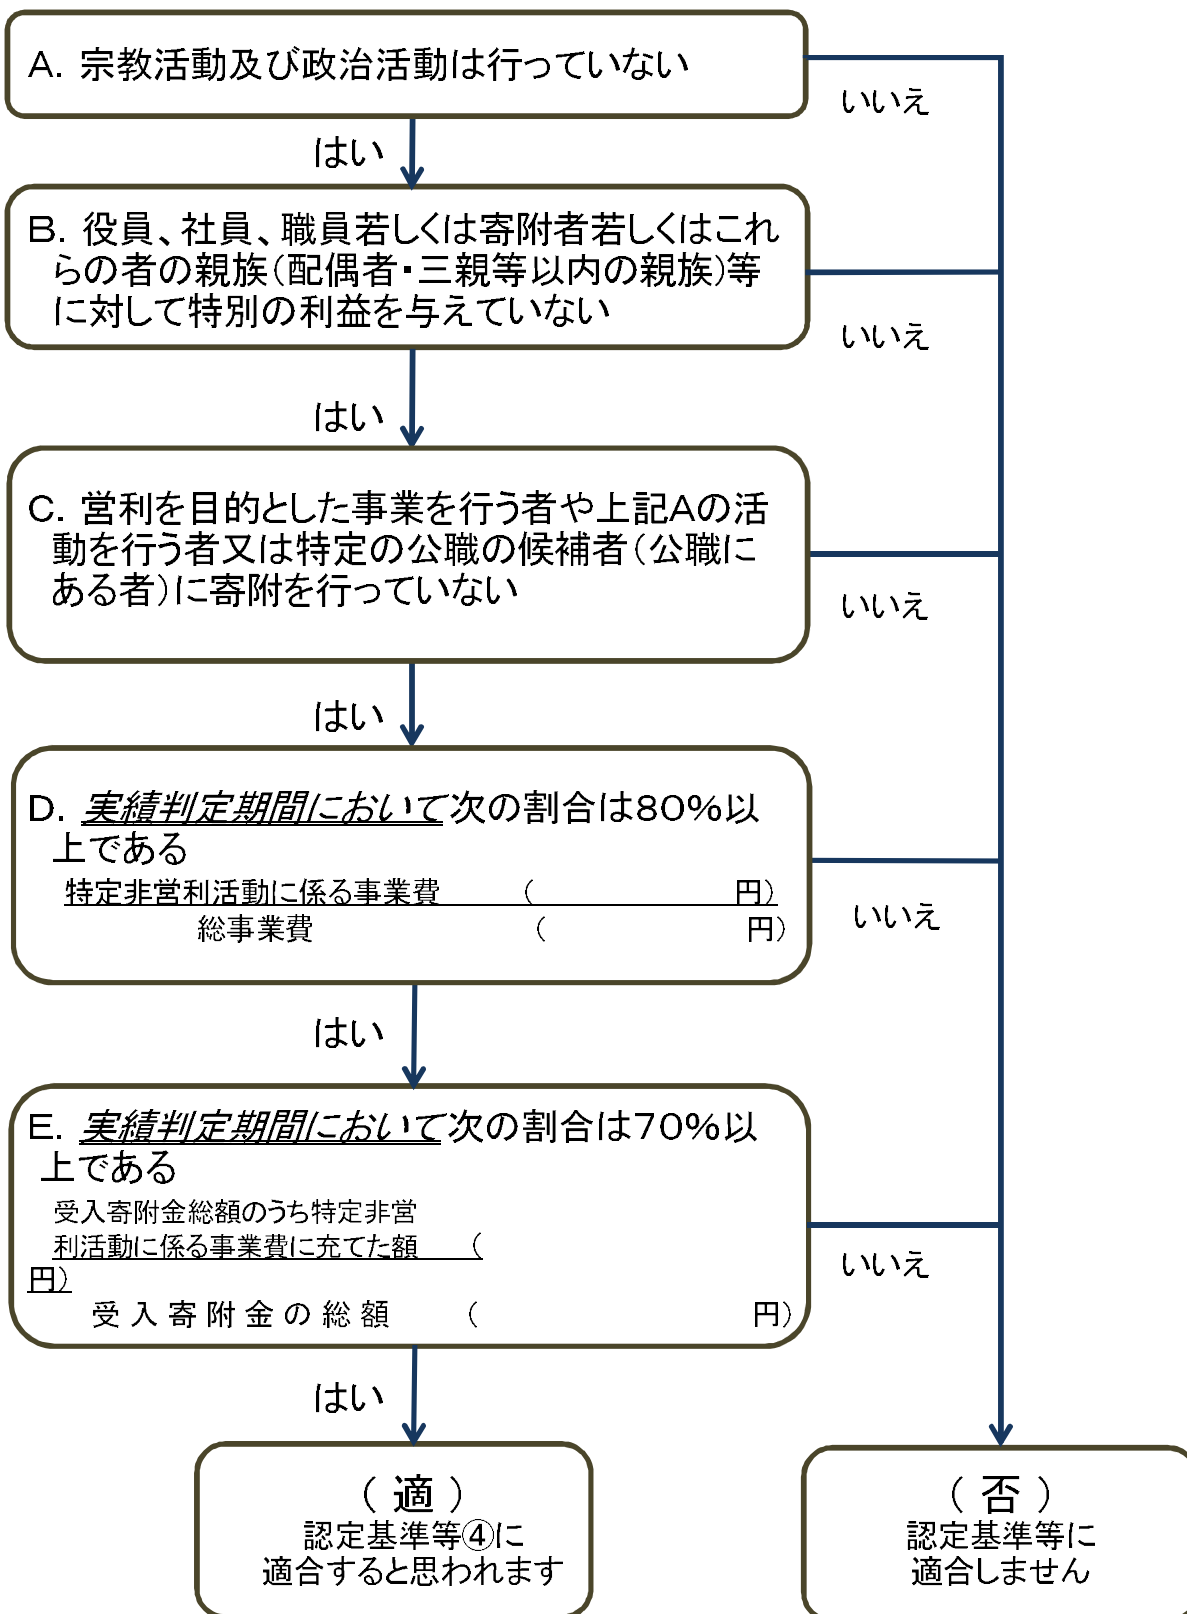 A．宗教活動及び政治活動は行っていない
いいえ
はい
B．役員、社員、職員若しくは寄附者若しくはこれ
らの者の親族（配偶者・三親等以内の親族）等
に対して特別の利益を与えていない
いいえ
はい
C．営利を目的とした事業を行う者や上記Aの活
動を行う者又は特定の公職の候補者（公職に
ある者）に寄附を行っていない
いいえ
はい
D．実績判定期間において次の割合は80％以
上である
特定非営利活動に係る事業費　（　　　　円）
総事業費　（　　　　円）
いいえ
はい
E．実績判定期間において次の割合は70％以
上である
受入寄附金総額のうち特定非営
利活動に係る事業費に充てた額　（
円）
受入寄附金の総額　（　　　　円）
いいえ
はい
（適）
認定基準等④に
適合すると思われます
（否）
認定基準等に
適合しません